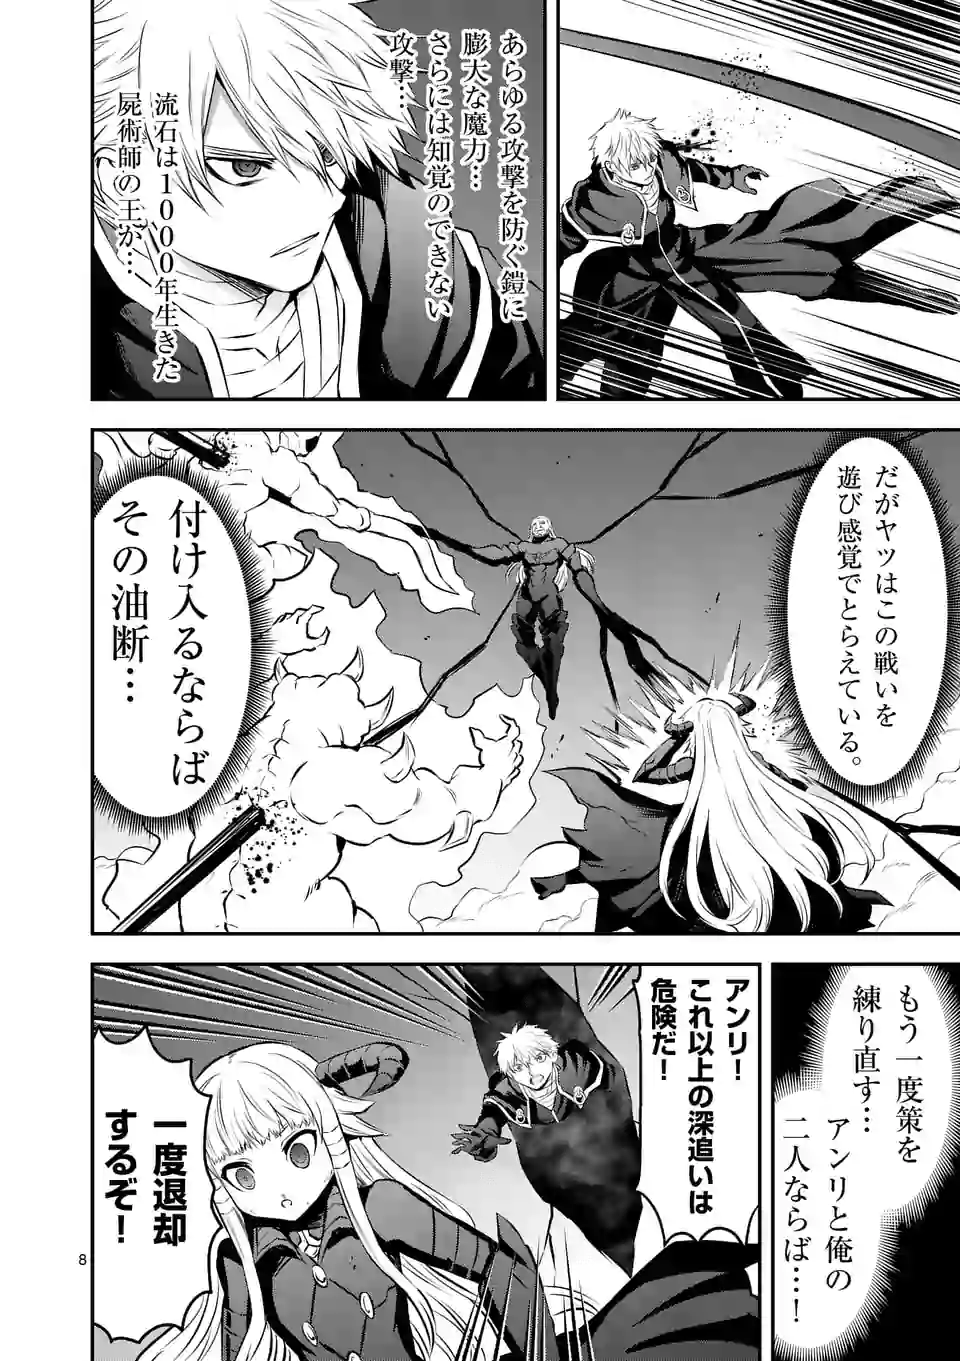 あらゆる攻撃を防ぐ鎧に
膨大な魔力…
さらには知覚のできない
攻撃…
流石は1000年生きた
屍術師の王か…
だがヤツはこの戦いを
遊び感覚でとらえている。
付け入るならば
その油断…
もう一度策を
練り直す…
アンリと俺の
二人ならば…！
アンリ！
これ以上の深追いは
危険だ！
一度退却
するぞ！
8